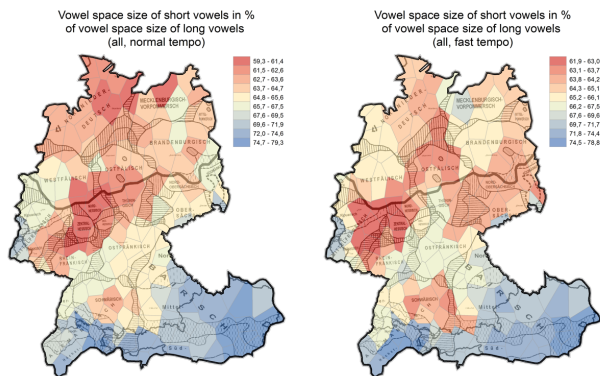 Vowel space size of short vowels in %
of vowel space size of long vowels
(all, normal tempo)
59,3 - 61,4
61,5 - 62,6
62,7 - 63,6
63,7 - 64,7
64,8 - 65,6
65,7 - 67,5
67,6 - 69,5
69,6 - 71,9
72,0 - 74,6
74,7 - 79,3
MECKLENBURGISCH
VORPOMMERSCH
BRANDENBURGISCH
OSTFÄLISCH
WESTFÄLISCH
OBER-
OSTFRÄNKISCH
SCHWÄBISCH
Mittel
Süd
Vowel space size of short vowels in %
of vowel space size of long vowels
(all, fast tempo)
61,9 - 63,0
63,1 - 63,7
63,8 - 64,2
64,3 - 65,1
65,2 - 66,1
66,2 - 67,5
67,6 - 69,6
69,7 - 71,7
71,8 - 74,4
74,5 - 78,8
MECKLENBURGISCH
VORPOMMERSCH
BRANDENBURGISCH
OSTFÄLISCH
WESTFÄLISCH
OBER-
OSTFRÄNKISCH
SCHWÄBISCH
Mittel
Süd